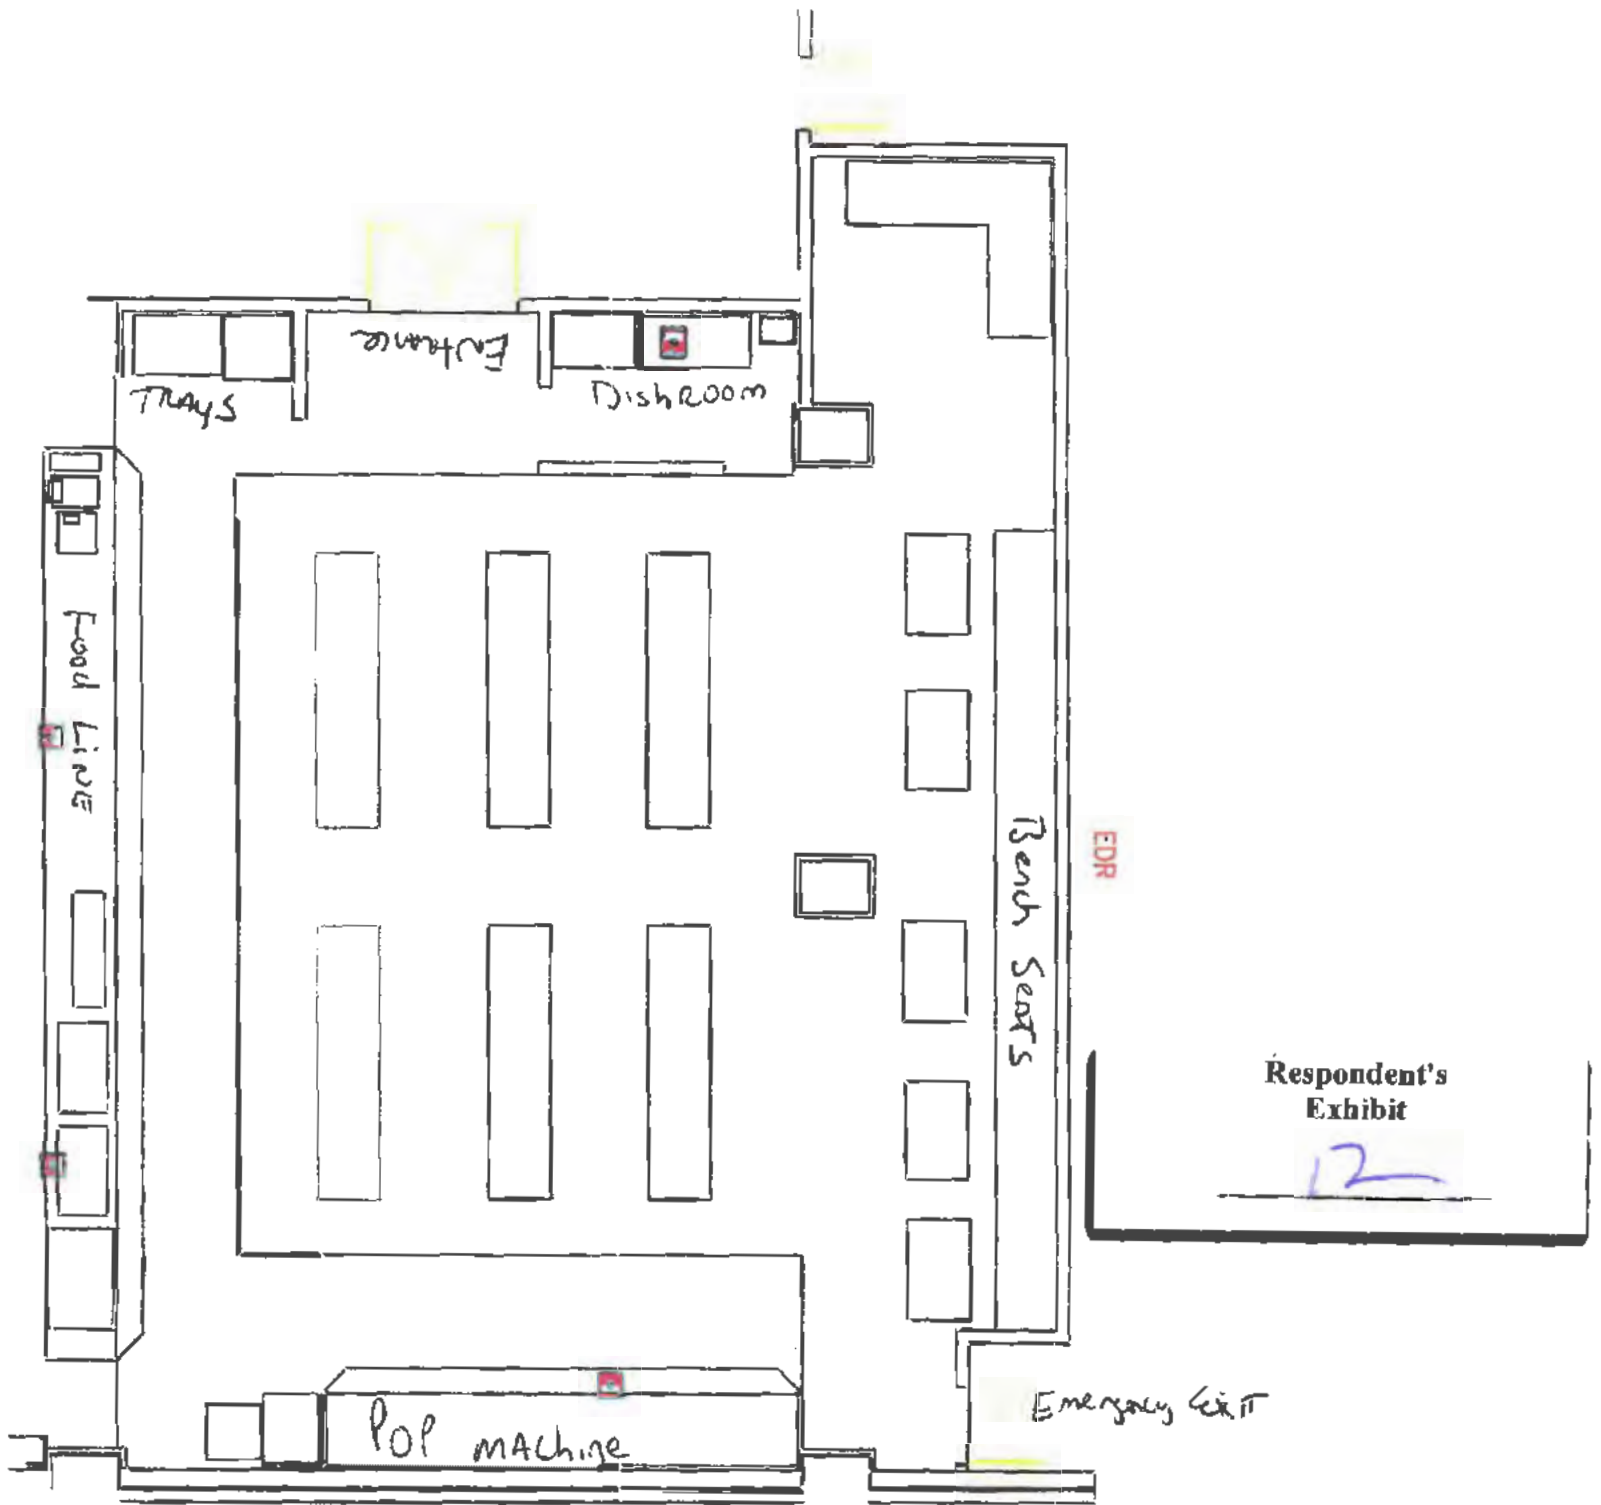 Entrance
TRAYS
DishRoom
Food LiNE
Bench SeaTS
EDR
Respondent's
Exhibit
12
Emergency ExiT
POP MAChine